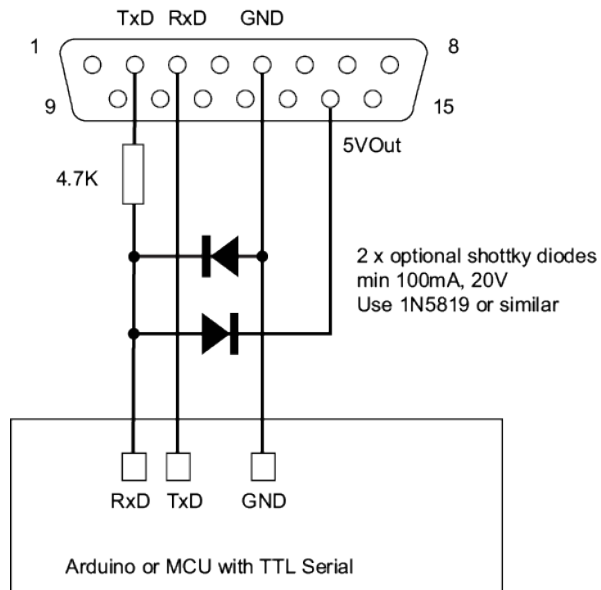 TxD RxD GND
1 8
9 15
5VOut
4.7K
2 x optional shottky diodes
min 100mA, 20V
Use 1N5819 or similar
RxD TxD GND
Arduino or MCU with TTL Serial